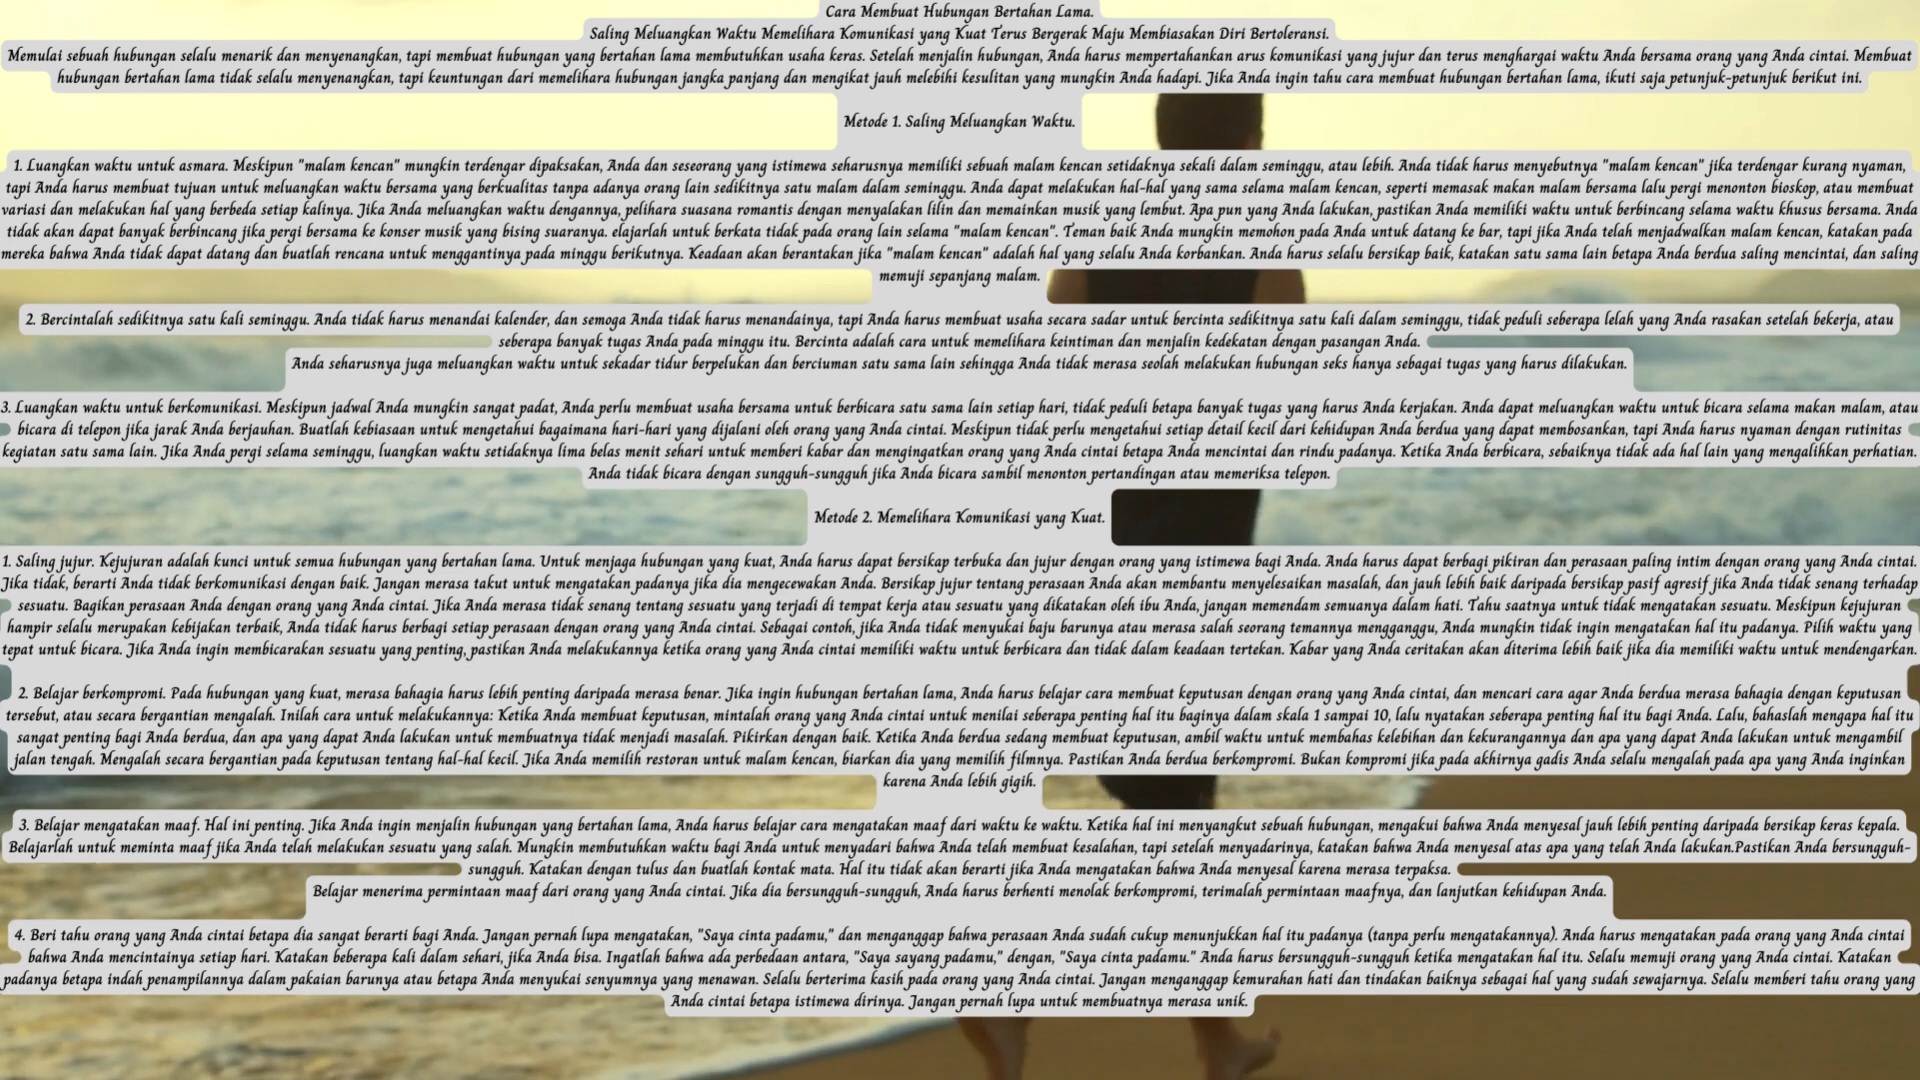 Cara Membuat Hubungan Bertahan Lama.
Saling Meluangkan Waktu Memelihara Komunikasi yang Kuat Terus Bergerak Maju Membiasakan Diri Bertoleransi.
Memulai sebuah hubungan selalu menarik dan menyenangkan, tapi membuat hubungan yang bertahan lama membutuhkan usaha keras. Setelah menjalin hubungan, Anda harus mempertahankan arus komunikasi yang jujur dan terus menghargai waktu Anda bersama orang yang Anda cintai. Membuat
hubungan bertahan lama tidak selalu menyenangkan, tapi keuntungan dari memelihara hubungan jangka panjang dan mengikat jauh melebihi kesulitan yang mungkin Anda hadapi. Jika Anda ingin tahu cara membuat hubungan bertahan lama, ikuti saja petunjuk-petunjuk berikut ini.
Metode 1. Saling Meluangkan Waktu.
1. Luangkan waktu untuk asmara. Meskipun "malam kencan" mungkin terdengar dipaksakan, Anda dan seseorang yang istimewa seharusnya memiliki sebuah malam kencan setidaknya sekali dalam seminggu, atau lebih. Anda tidak harus menyebutnya "malam kencan" jika terdengar kurang nyaman,
tapi Anda harus membuat tujuan untuk meluangkan waktu bersama yang berkualitas tanpa adanya orang lain sedikitnya satu malam dalam seminggu. Anda dapat melakukan hal-hal yang sama selama malam kencan, seperti memasak makan malam bersama lalu pergi menonton bioskop, atau membuat
variasi dan melakukan hal yang berbeda setiap kalinya. Jika Anda meluangkan waktu dengannya, pelihara suasana romantis dengan menyalakan lilin dan memainkan musik yang lembut. Apa pun yang Anda lakukan, pastikan Anda memiliki waktu untuk berbincang selama waktu khusus bersama. Anda
tidak akan dapat banyak berbincang jika pergi bersama ke konser musik yang bising suaranya. elajarlah untuk berkata tidak pada orang lain selama "malam kencan". Teman baik Anda mungkin memohon pada Anda untuk datang ke bar, tapi jika Anda telah menjadwalkan malam kencan, katakan pada
mereka bahwa Anda tidak dapat datang dan buatlah rencana untuk menggantinya pada minggu berikutnya. Keadaan akan berantakan jika "malam kencan" adalah hal yang selalu Anda korbankan. Anda harus selalu bersikap baik, katakan satu sama lain betapa Anda berdua saling mencintai, dan saling
memuji sepanjang malam.
2. Bercintalah sedikitnya satu kali seminggu. Anda tidak harus menandai kalender, dan semoga Anda tidak harus menandainya, tapi Anda harus membuat usaha secara sadar untuk bercinta sedikitnya satu kali dalam seminggu, tidak peduli seberapa lelah yang Anda rasakan setelah bekerja, atau
seberapa banyak tugas Anda pada minggu itu. Bercinta adalah cara untuk memelihara keintiman dan menjalin kedekatan dengan pasangan Anda.
Anda seharusnya juga meluangkan waktu untuk sekadar tidur berpelukan dan berciuman satu sama lain sehingga Anda tidak merasa seolah melakukan hubungan seks hanya sebagai tugas yang harus dilakukan.
3. Luangkan waktu untuk berkomunikasi. Meskipun jadwal Anda mungkin sangat padat, Anda perlu membuat usaha bersama untuk berbicara satu sama lain setiap hari, tidak peduli betapa banyak tugas yang harus Anda kerjakan. Anda dapat meluangkan waktu untuk bicara selama makan malam, atau
bicara di telepon jika jarak Anda berjauhan. Buatlah kebiasaan untuk mengetahui bagaimana hari-hari yang dijalani oleh orang yang Anda cintai. Meskipun tidak perlu mengetahui setiap detail kecil dari kehidupan Anda berdua yang dapat membosankan, tapi Anda harus nyaman dengan rutinitas
kegiatan satu sama lain. Jika Anda pergi selama seminggu, luangkan waktu setidaknya lima belas menit sehari untuk memberi kabar dan mengingatkan orang yang Anda cintai betapa Anda mencintai dan rindu padanya. Ketika Anda berbicara, sebaiknya tidak ada hal lain yang mengalihkan perhatian.
Anda tidak bicara dengan sungguh-sungguh jika Anda bicara sambil menonton pertandingan atau memeriksa telepon.
Metode 2. Memelihara Komunikasi yang Kuat.
1. Saling jujur. Kejujuran adalah kunci untuk semua hubungan yang bertahan lama. Untuk menjaga hubungan yang kuat, Anda harus dapat bersikap terbuka dan jujur dengan orang yang istimewa bagi Anda. Anda harus dapat berbagi pikiran dan perasaan paling intim dengan orang yang Anda cintai.
Jika tidak, berarti Anda tidak berkomunikasi dengan baik. Jangan merasa takut untuk mengatakan padanya jika dia mengecewakan Anda. Bersikap jujur tentang perasaan Anda akan membantu menyelesaikan masalah, dan jauh lebih baik daripada bersikap pasif agresif jika Anda tidak senang terhadap
sesuatu. Bagikan perasaan Anda dengan orang yang Anda cintai. Jika Anda merasa tidak senang tentang sesuatu yang terjadi di tempat kerja atau sesuatu yang dikatakan oleh ibu Anda, jangan memendam semuanya dalam hati. Tahu saatnya untuk tidak mengatakan sesuatu. Meskipun kejujuran
hampir selalu merupakan kebijakan terbaik, Anda tidak harus berbagi setiap perasaan dengan orang yang Anda cintai. Sebagai contoh, jika Anda tidak menyukai baju barunya atau merasa salah seorang temannya mengganggu, Anda mungkin tidak ingin mengatakan hal itu padanya. Pilih waktu yang
tepat untuk bicara. Jika Anda ingin membicarakan sesuatu yang penting, pastikan Anda melakukannya ketika orang yang Anda cintai memiliki waktu untuk berbicara dan tidak dalam keadaan tertekan. Kabar yang Anda ceritakan akan diterima lebih baik jika dia memiliki waktu untuk mendengarkan.
2. Belajar berkompromi. Pada hubungan yang kuat, merasa bahagia harus lebih penting daripada merasa benar. Jika ingin hubungan bertahan lama, Anda harus belajar cara membuat keputusan dengan orang yang Anda cintai, dan mencari cara agar Anda berdua merasa bahagia dengan keputusan
tersebut, atau secara bergantian mengalah. Inilah cara untuk melakukannya: Ketika Anda membuat keputusan, mintalah orang yang Anda cintai untuk menilai seberapa penting hal itu baginya dalam skala 1 sampai 10, lalu nyatakan seberapa penting hal itu bagi Anda. Lalu, bahaslah mengapa hal itu
sangat penting bagi Anda berdua, dan apa yang dapat Anda lakukan untuk membuatnya tidak menjadi masalah. Pikirkan dengan baik. Ketika Anda berdua sedang membuat keputusan, ambil waktu untuk membahas kelebihan dan kekurangannya dan apa yang dapat Anda lakukan untuk mengambil
jalan tengah. Mengalah secara bergantian pada keputusan tentang hal-hal kecil. Jika Anda memilih restoran untuk malam kencan, biarkan dia yang memilih filmnya. Pastikan Anda berdua berkompromi. Bukan kompromi jika pada akhirnya gadis Anda selalu mengalah pada apa yang Anda inginkan
karena Anda lebih gigih.
3. Belajar mengatakan maaf. Hal ini penting. Jika Anda ingin menjalin hubungan yang bertahan lama, Anda harus belajar cara mengatakan maaf dari waktu ke waktu. Ketika hal ini menyangkut sebuah hubungan, mengakui bahwa Anda menyesal jauh lebih penting daripada bersikap keras kepala.
Belajarlah untuk meminta maaf jika Anda telah melakukan sesuatu yang salah. Mungkin membutuhkan waktu bagi Anda untuk menyadari bahwa Anda telah membuat kesalahan, tapi setelah menyadarinya, katakan bahwa Anda menyesal atas apa yang telah Anda lakukan.Pastikan Anda bersungguh-
sungguh. Katakan dengan tulus dan buatlah kontak mata. Hal itu tidak akan berarti jika Anda mengatakan bahwa Anda menyesal karena merasa terpaksa.
Belajar menerima permintaan maaf dari orang yang Anda cintai. Jika dia bersungguh-sungguh, Anda harus berhenti menolak berkompromi, terimalah permintaan maafnya, dan lanjutkan kehidupan Anda.
4. Beri tahu orang yang Anda cintai betapa dia sangat berarti bagi Anda. Jangan pernah lupa mengatakan, "Saya cinta padamu," dan menganggap bahwa perasaan Anda sudah cukup menunjukkan hal itu padanya (tanpa perlu mengatakannya). Anda harus mengatakan pada orang yang Anda cintai
bahwa Anda mencintainya setiap hari. Katakan beberapa kali dalam sehari, jika Anda bisa. Ingatlah bahwa ada perbedaan antara, "Saya sayang padamu," dengan, "Saya cinta padamu." Anda harus bersungguh-sungguh ketika mengatakan hal itu. Selalu memuji orang yang Anda cintai. Katakan
padanya betapa indah penampilannya dalam pakaian barunya atau betapa Anda menyukai senyumnya yang menawan. Selalu berterima kasih pada orang yang Anda cintai. Jangan menganggap kemurahan hati dan tindakan baiknya sebagai hal yang sudah sewajarnya. Selalu memberi tahu orang yang
Anda cintai betapa istimewa dirinya. Jangan pernah lupa untuk membuatnya merasa unik.